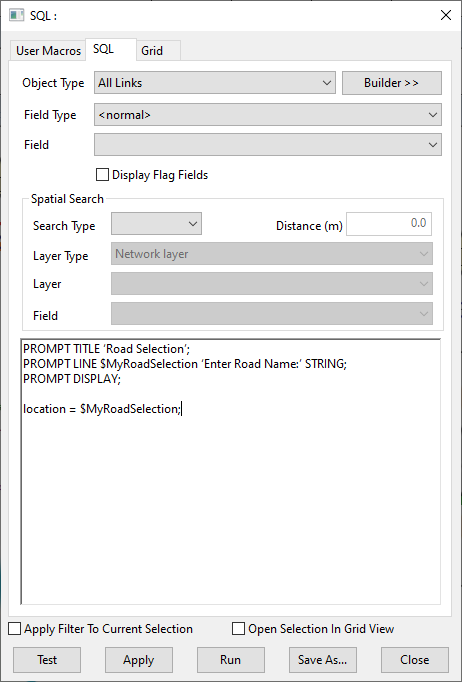 SQL :
User Macros SQL Grid
Object Type All Links Builder >>
Field Type <normal>
Field
Display Flag Fields
Spatial Search
Search Type Distance (m) 0.0
Layer Type Network layer
Layer
Field
PROMPT TITLE ‘Road Selection’;
PROMPT LINE $MyRoadSelection ‘Enter Road Name:’ STRING;
PROMPT DISPLAY;
location = $MyRoadSelection;
Apply Filter To Current Selection Open Selection In Grid View
Test Apply Run Save As... Close